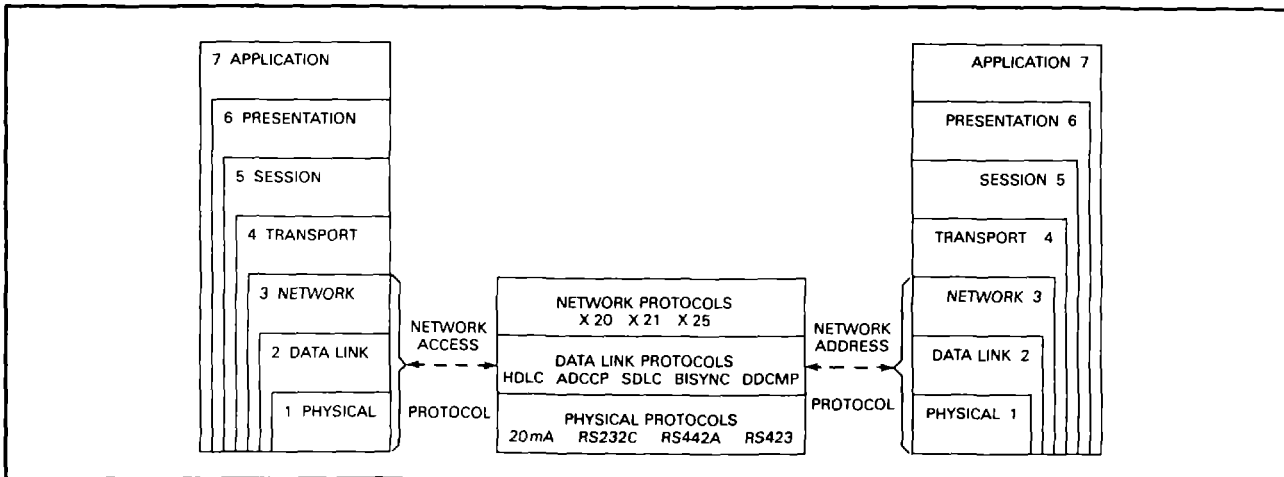 7 APPLICATION
6 PRESENTATION
5 SESSION
4 TRANSPORT
3 NETWORK
2 DATA LINK
1 PHYSICAL
NETWORK
ACCESS
PROTOCOL
NETWORK PROTOCOLS
X 20 X 21 X 25
DATA LINK PROTOCOLS
HDLC ADCCP SDLC BISYNC DDCMP
PHYSICAL PROTOCOLS
20mA RS232C RS442A RS423
NETWORK
ADDRESS
PROTOCOL
APPLICATION 7
PRESENTATION 6
SESSION 5
TRANSPORT 4
NETWORK 3
DATA LINK 2
PHYSICAL 1